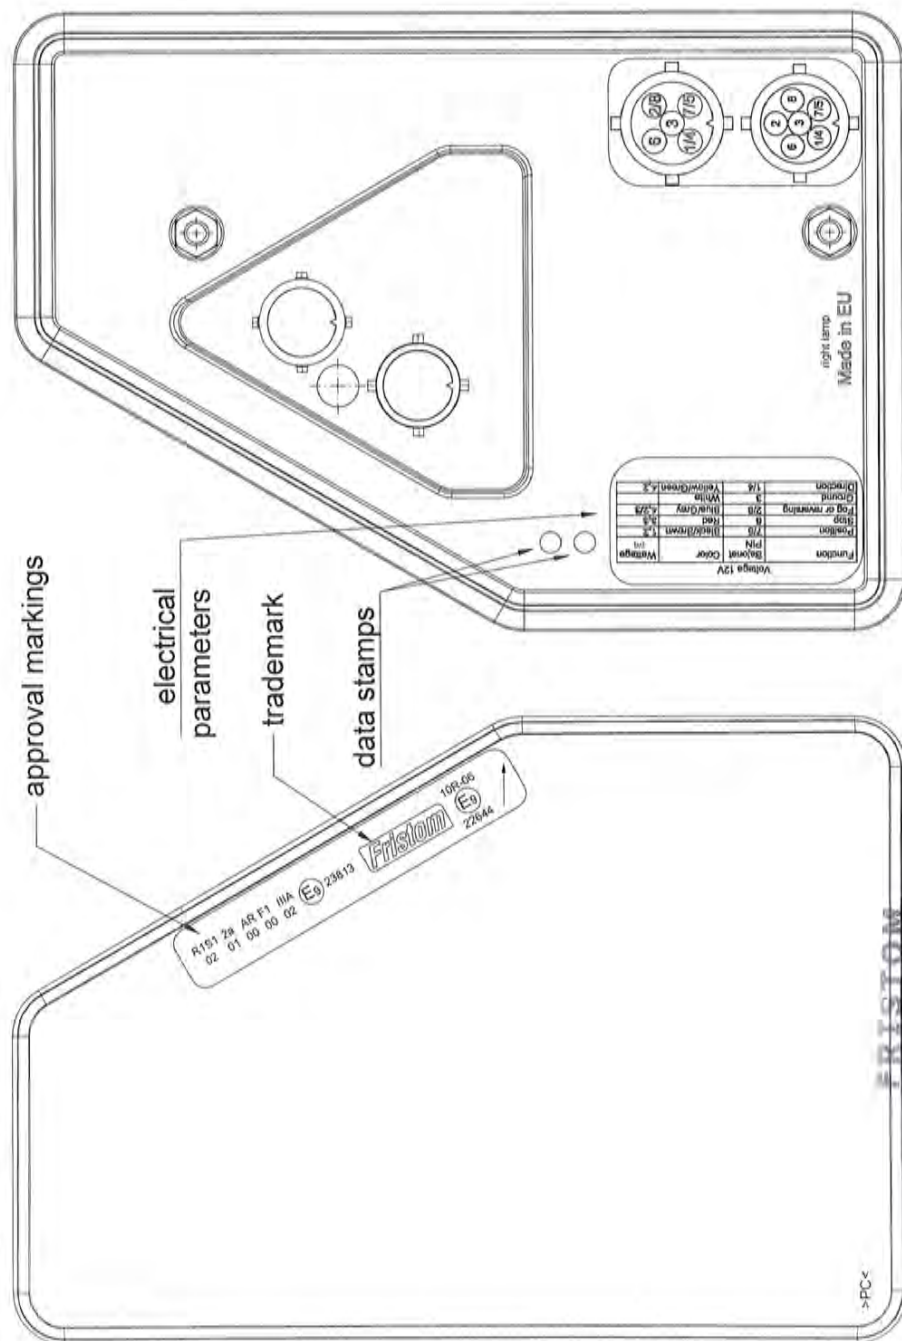 approval markings
electrical
parameters
trademark
data stamps
R1S1 2a AR F1 IIIA
02 01 00 00 02
E9 23613
Fristom
10R-06
E9
22644
>PC<
FRISTOM
6 2/8
3
1/4 7/5
2 8
6 3
1/4 7/5
right lamp
Made in EU
Voltage 12V
Function Bajonet PIN Color Wattage
Position 7/5 Black/Brown
Stop 6 Red
Fog or reversing 2/8 Blue/Grey
Ground 3 White
Direction 1/4 Yellow/Green 4,2